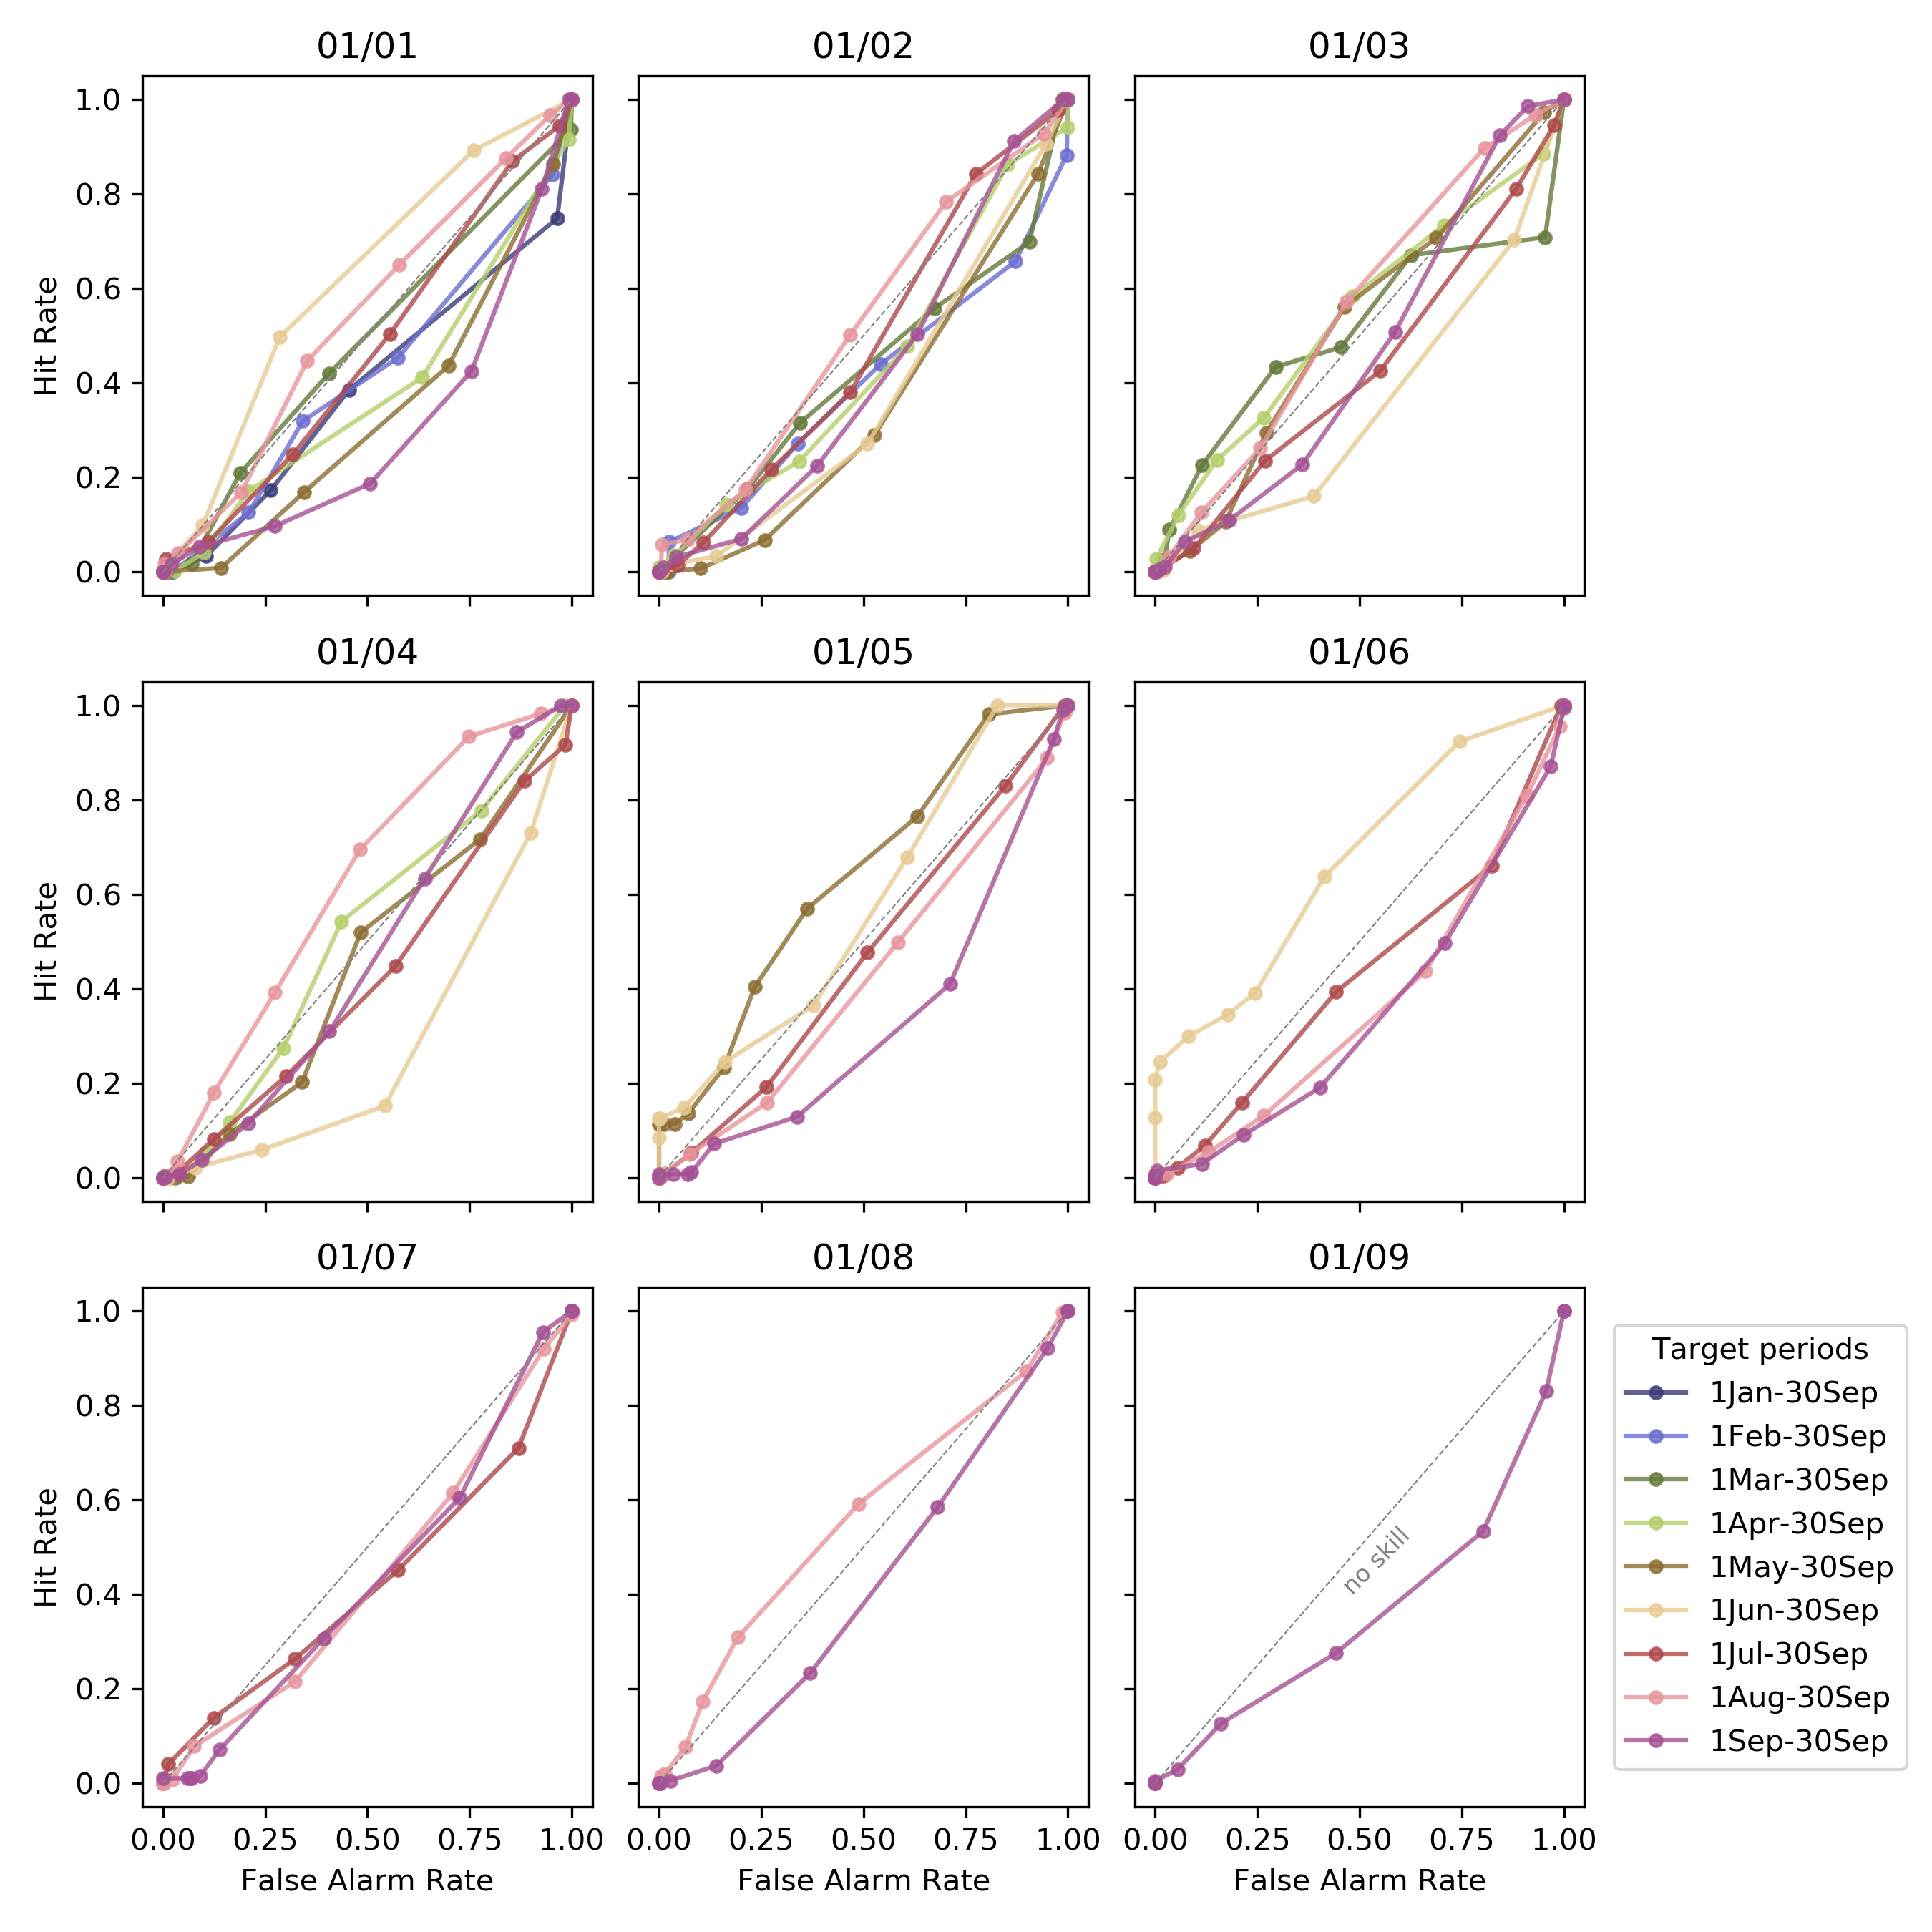 01/01
01/02
01/03
1.0
0.8
0.6
0.4
0.2
0.0
Hit Rate
01/04
01/05
01/06
1.0
0.8
0.6
0.4
0.2
0.0
Hit Rate
01/07
01/08
01/09
1.0
0.8
0.6
0.4
0.2
0.0
Hit Rate
no skill
0.00 0.25 0.50 0.75 1.00
0.00 0.25 0.50 0.75 1.00
0.00 0.25 0.50 0.75 1.00
False Alarm Rate
False Alarm Rate
False Alarm Rate
Target periods
1Jan-30Sep
1Feb-30Sep
1Mar-30Sep
1Apr-30Sep
1May-30Sep
1Jun-30Sep
1Jul-30Sep
1Aug-30Sep
1Sep-30Sep